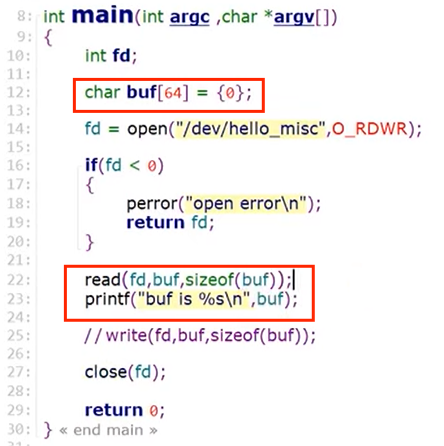 8: int main(int argc ,char *argv[])
9: {
10: int fd;
11:
12: char buf[64] = {0};
13:
14: fd = open("/dev/hello_misc",O_RDWR);
15:
16: if(fd < 0)
17: {
18: perror("open error\n");
19: return fd;
20: }
21:
22: read(fd,buf,sizeof(buf));
23: printf("buf is %s\n",buf);
24:
25: //write(fd,buf,sizeof(buf));
26:
27: close(fd);
28:
29: return 0;
30: } « end main »